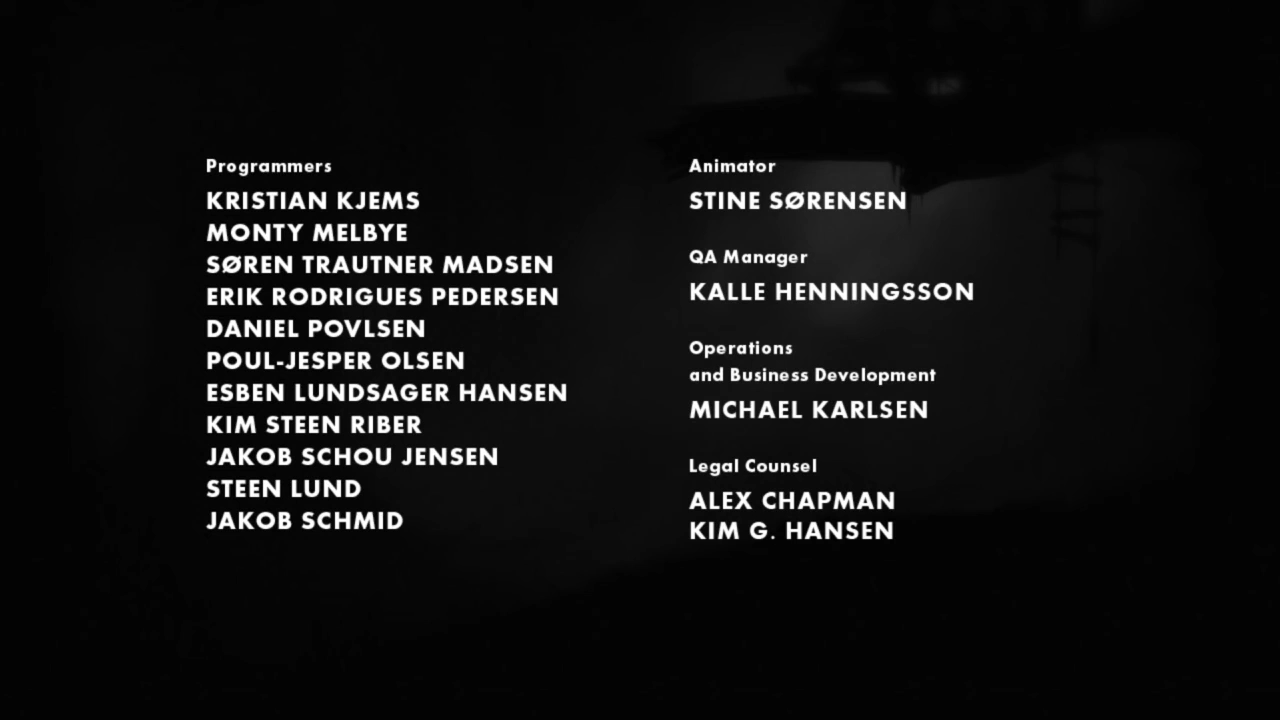 Programmers
KRISTIAN KJEMS
MONTY MELBYE
SØREN TRAUTNER MADSEN
ERIK RODRIGUES PEDERSEN
DANIEL POVLSEN
POUL-JESPER OLSEN
ESBEN LUNDSAGER HANSEN
KIM STEEN RIBER
JAKOB SCHOU JENSEN
STEEN LUND
JAKOB SCHMID
Animator
STINE SØRENSEN
QA Manager
KALLE HENNINGSSON
Operations
and Business Development
MICHAEL KARLSEN
Legal Counsel
ALEX CHAPMAN
KIM G. HANSEN